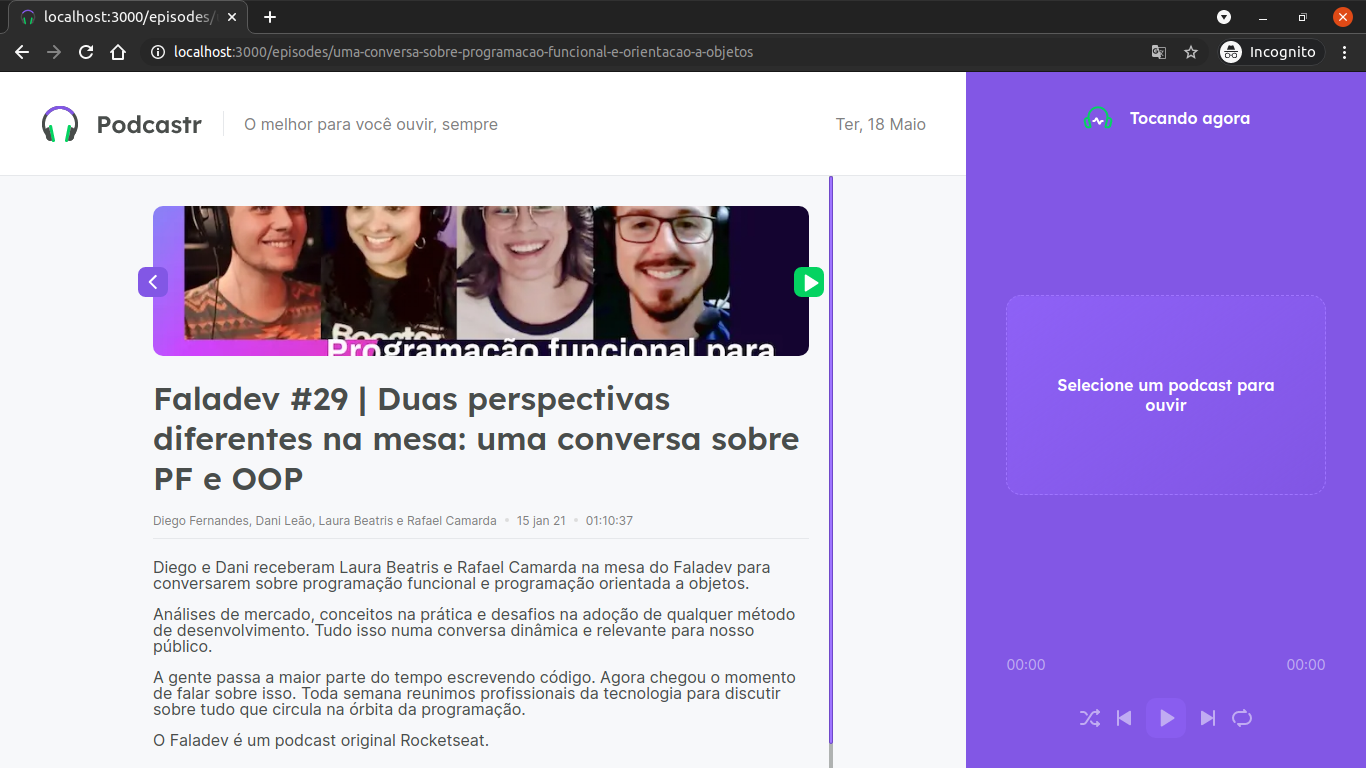 localhost:3000/episodes/
localhost:3000/episodes/uma-conversa-sobre-programacao-funcional-e-orientacao-a-objetos
Incognito
Podcastr
O melhor para você ouvir, sempre
Ter, 18 Maio
Tocando agora
Programação funcional para
Faladev #29 | Duas perspectivas
diferentes na mesa: uma conversa sobre
PF e OOP
Diego Fernandes, Dani Leão, Laura Beatris e Rafael Camarda • 15 jan 21 • 01:10:37
Diego e Dani receberam Laura Beatris e Rafael Camarda na mesa do Faladev para
conversarem sobre programação funcional e programação orientada a objetos.
Análises de mercado, conceitos na prática e desafios na adoção de qualquer método
de desenvolvimento. Tudo isso numa conversa dinâmica e relevante para nosso
público.
A gente passa a maior parte do tempo escrevendo código. Agora chegou o momento
de falar sobre isso. Toda semana reunimos profissionais da tecnologia para discutir
sobre tudo que circula na órbita da programação.
O Faladev é um podcast original Rocketseat.
Selecione um podcast para
ouvir
00:00
00:00